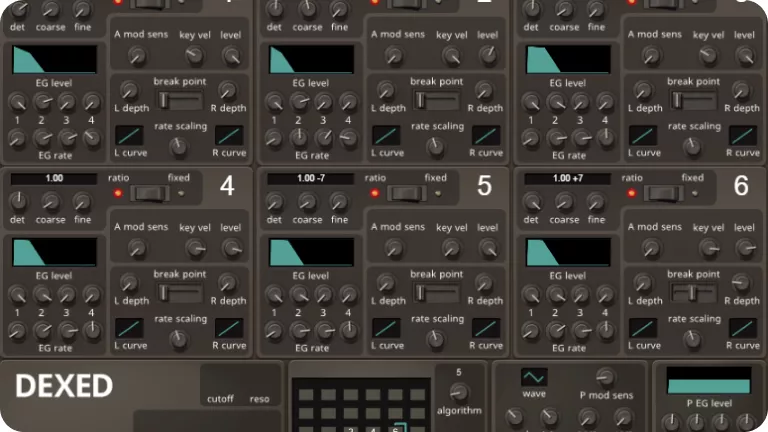 det coarse fine
A mod sens key vel level
EG level
break point
L depth R depth
1 2 3 4
rate scaling
EG rate
L curve R curve
det coarse fine
A mod sens key vel level
EG level
break point
L depth R depth
1 2 3 4
rate scaling
EG rate
L curve R curve
det coarse fine
A mod sens key vel level
EG level
break point
L depth R depth
1 2 3 4
rate scaling
EG rate
L curve R curve
1.00 ratio fixed 4
det coarse fine
A mod sens key vel level
EG level
break point
L depth R depth
1 2 3 4
rate scaling
EG rate
L curve R curve
1.00 -7 ratio fixed 5
det coarse fine
A mod sens key vel level
EG level
break point
L depth R depth
1 2 3 4
rate scaling
EG rate
L curve R curve
1.00 +7 ratio fixed 6
det coarse fine
A mod sens key vel level
EG level
break point
L depth R depth
1 2 3 4
rate scaling
EG rate
L curve R curve
DEXED
cutoff reso
5
algorithm
wave
P mod sens
P EG level